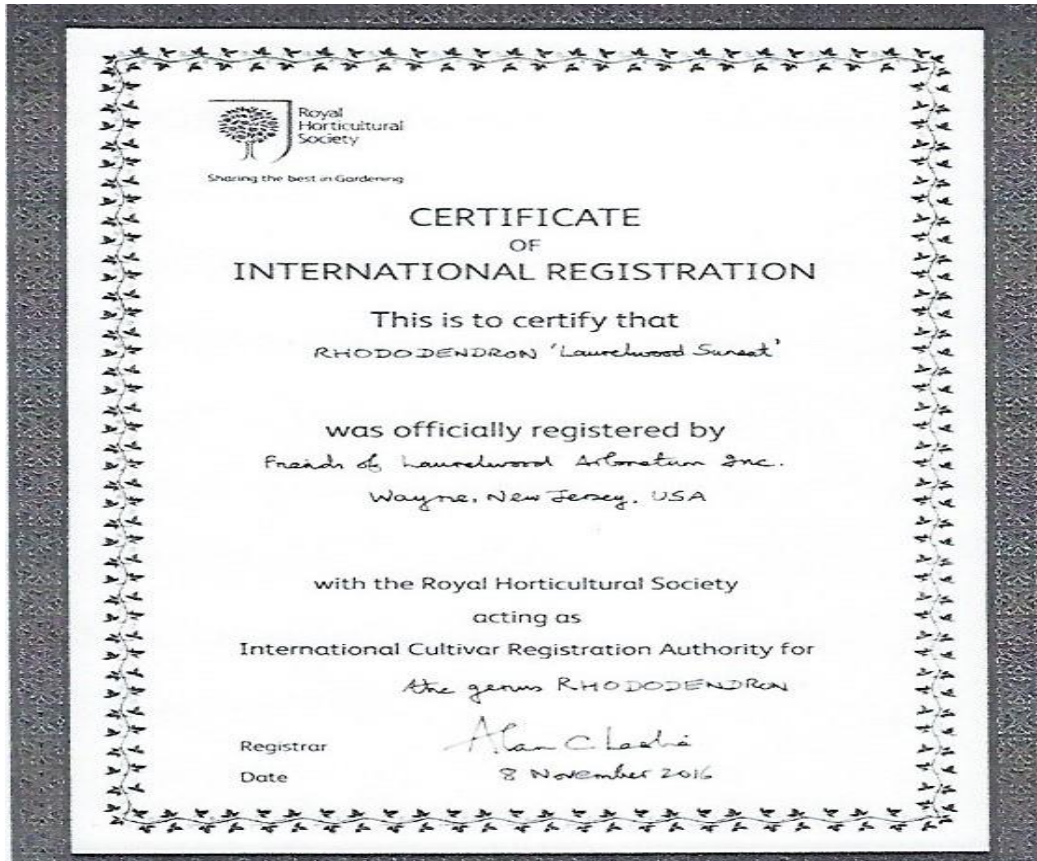 Royal
Horticultural
Society
Sharing the best in Gardening
CERTIFICATE
OF
INTERNATIONAL REGISTRATION
This is to certify that
RHODODENDRON 'Laurelwood Sunset'
was officially registered by
Friends of Laurelwood Arboretum Inc.
Wayne, New Jersey, USA
with the Royal Horticultural Society
acting as
International Cultivar Registration Authority for
the genus RHODODENDRON
Registrar Alan C. Leslie
Date 8 November 2016